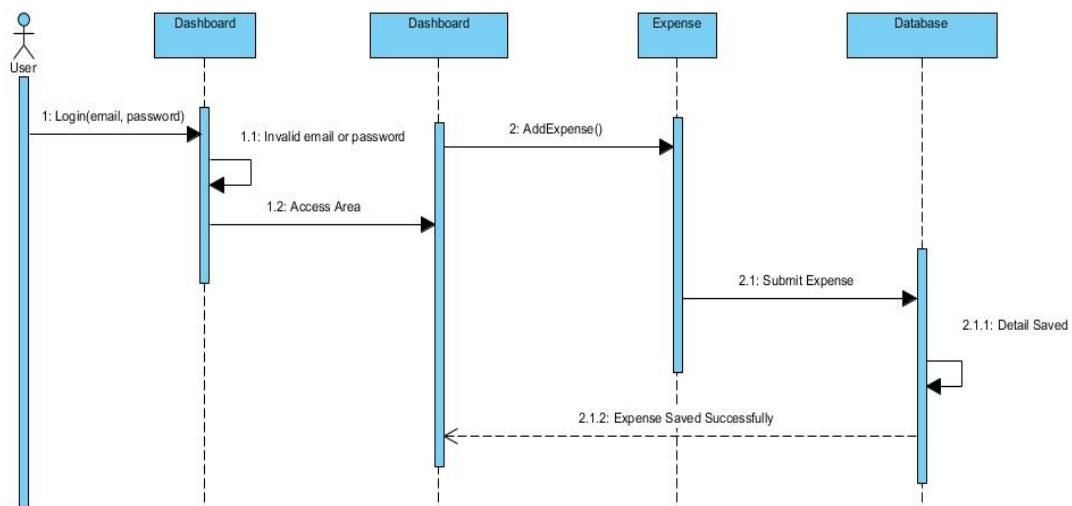 Dashboard
Dashboard
Expense
Database
User
1: Login(email, password)
1.1: Invalid email or password
2: AddExpense()
1.2: Access Area
2.1: Submit Expense
2.1.1: Detail Saved
2.1.2: Expense Saved Successfully